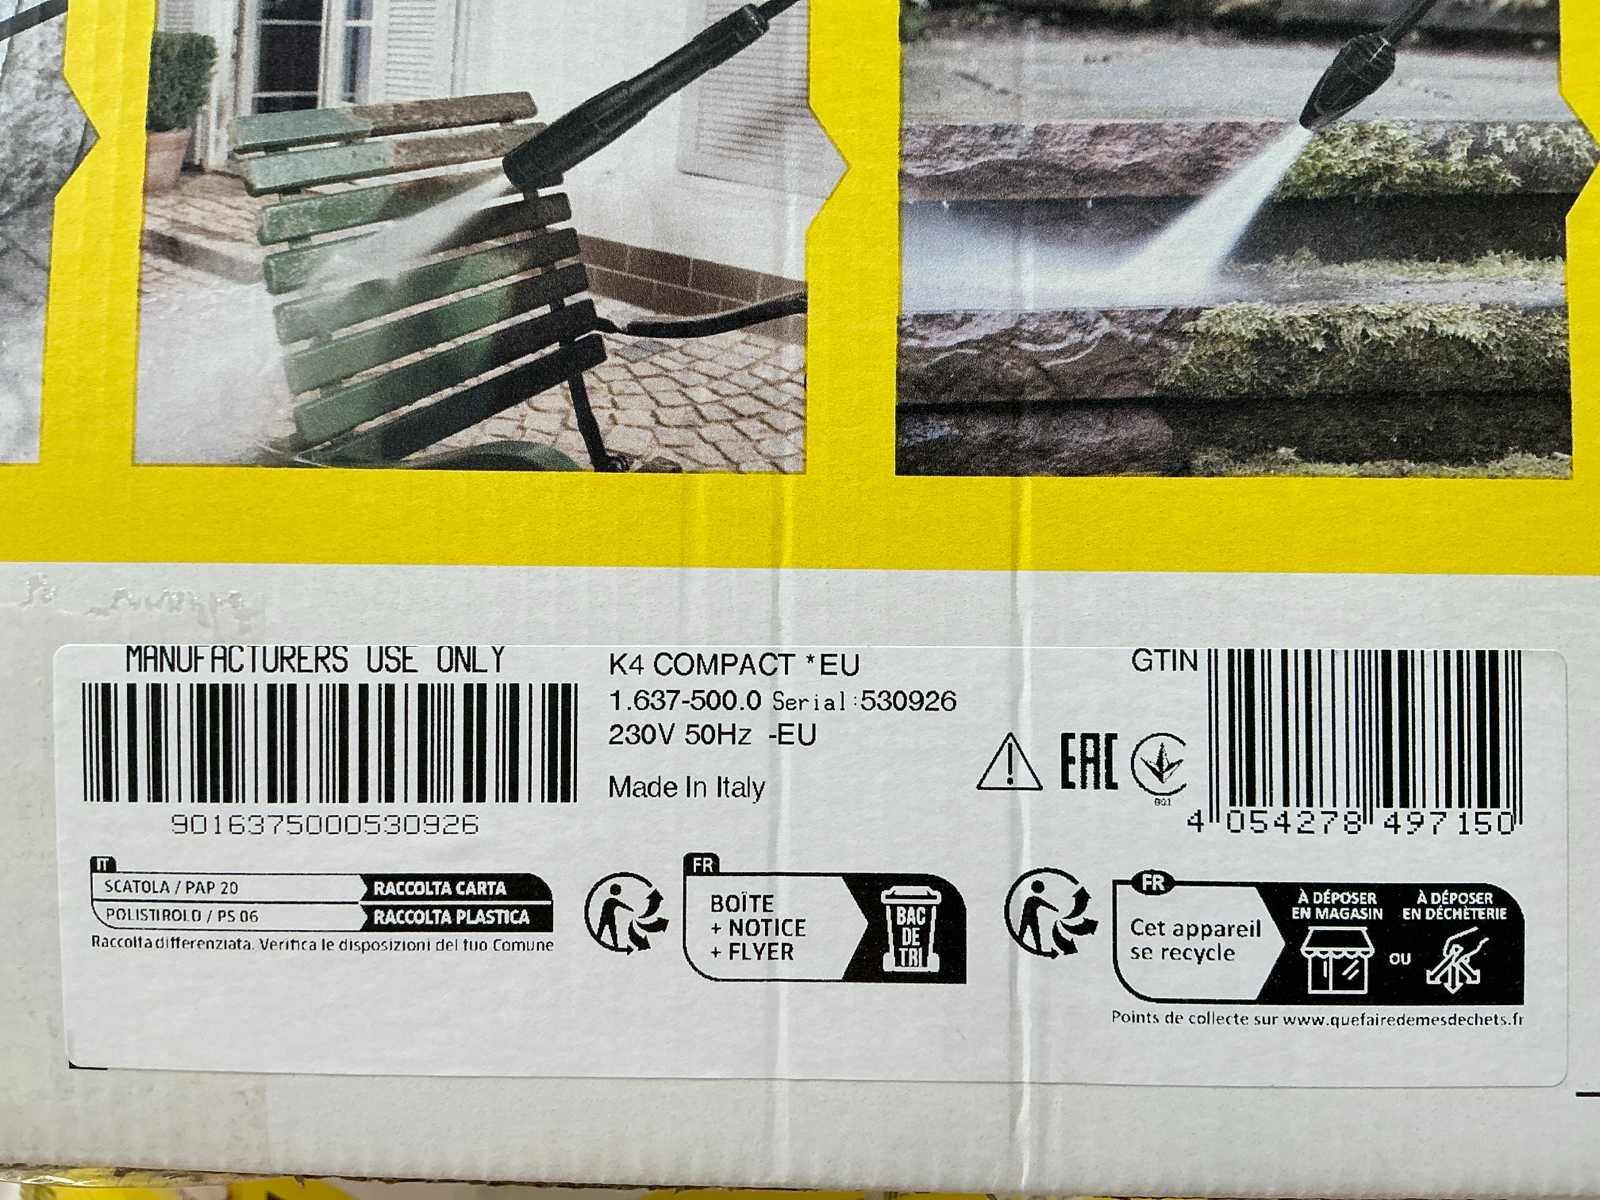 MANUFACTURERS USE ONLY
9016375000530926
K4 COMPACT *EU
1.637-500.0 Serial:530926
230V 50Hz -EU
Made In Italy
EAC
001
GTIN
4 054278 497150
IT
SCATOLA / PAP 20 RACCOLTA CARTA
POLISTIROLO / PS 06 RACCOLTA PLASTICA
Raccolta differenziata. Verifica le disposizioni del tuo Comune
FR
BOÎTE
+ NOTICE
+ FLYER
BAC
DE
TRI
FR
Cet appareil
se recycle
À DÉPOSER
EN MAGASIN
OU
À DÉPOSER
EN DÉCHÈTERIE
Points de collecte sur www.quefairedemesdechets.fr